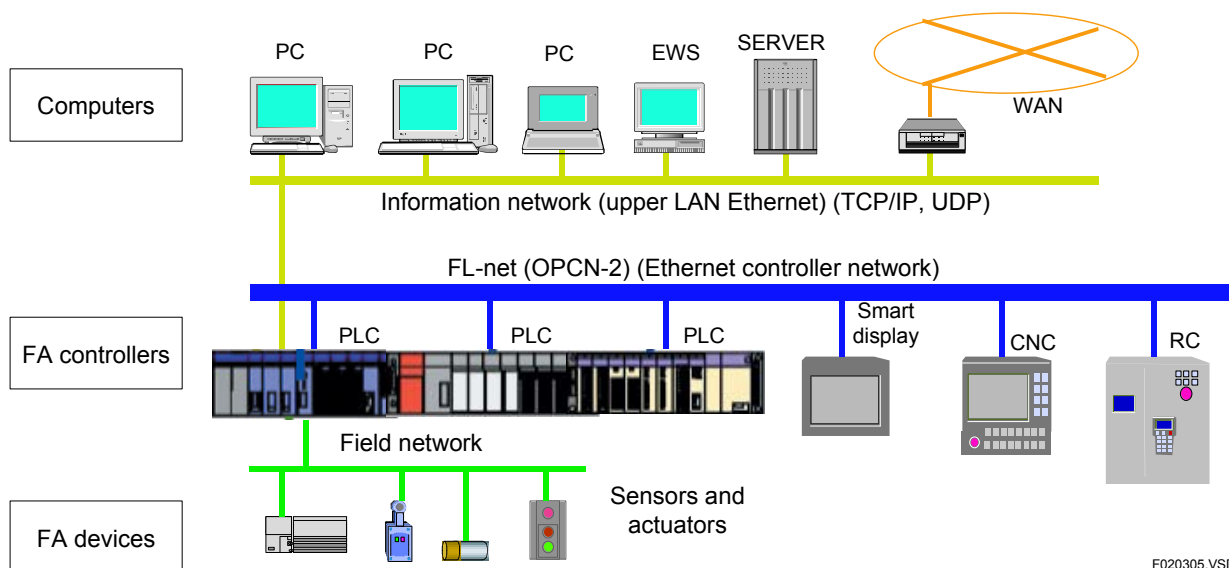 PC
PC
PC
EWS
SERVER
WAN
Computers
Information network (upper LAN Ethernet) (TCP/IP, UDP)
FL-net (OPCN-2) (Ethernet controller network)
FA controllers
PLC
PLC
PLC
Smart
display
CNC
RC
Field network
Sensors and
actuators
FA devices
F020305.VSD